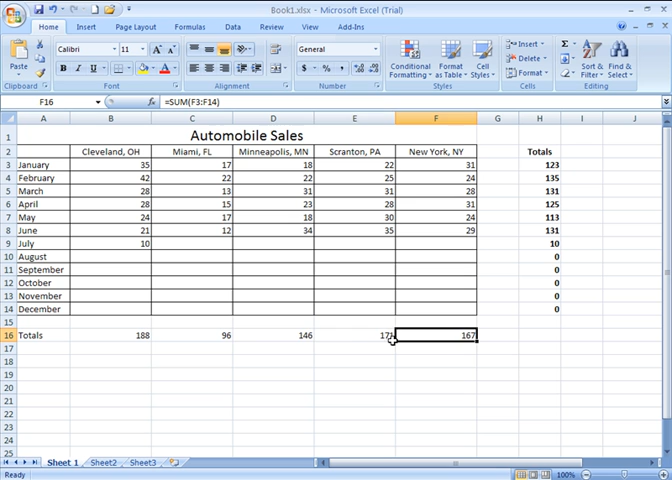 Book1.xlsx - Microsoft Excel (Trial)
Home Insert Page Layout Formulas Data Review View Add-Ins
Calibri 11 A A General Insert
Paste B I U $ % , Conditional Formatting Format as Table Cell Styles Delete Sort & Filter Find & Select
Format
Clipboard Font Alignment Number Styles Cells Editing
F16 fx =SUM(F3:F14)
A B C D E F G H I J
1 Automobile Sales
2 Cleveland, OH Miami, FL Minneapolis, MN Scranton, PA New York, NY Totals
3 January 35 17 18 22 31 123
4 February 42 22 22 25 24 135
5 March 28 13 31 31 28 131
6 April 28 15 23 28 31 125
7 May 24 17 18 30 24 113
8 June 21 12 34 35 29 131
9 July 10 10
10 August 0
11 September 0
12 October 0
13 November 0
14 December 0
15
16 Totals 188 96 146 171 167
17
18
19
20
21
22
23
24
25
Sheet 1 Sheet2 Sheet3
Ready 100%